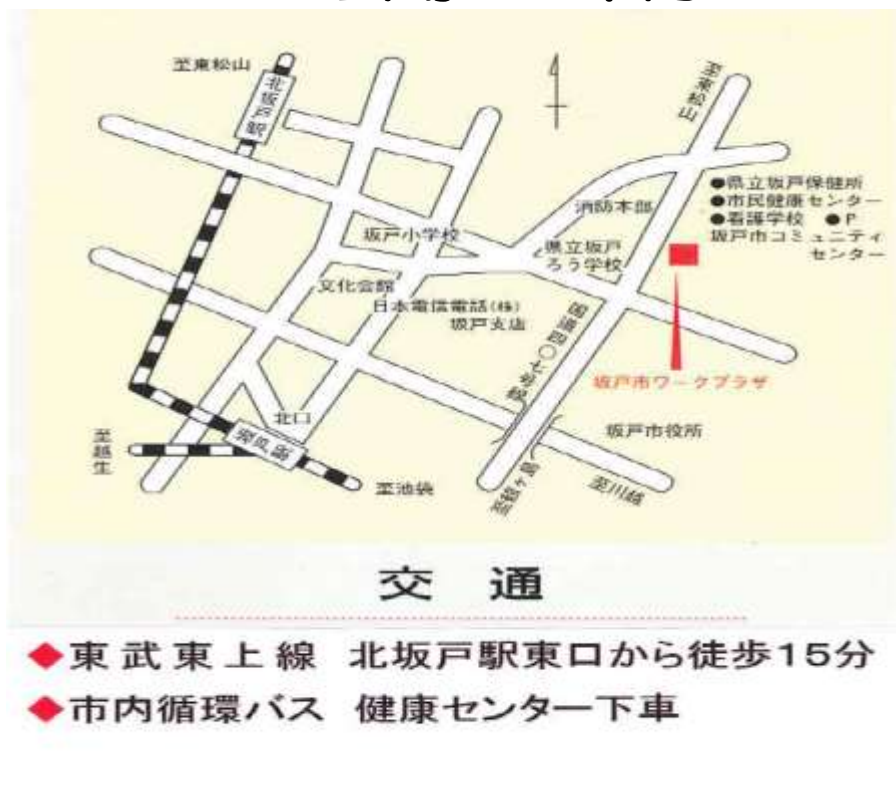 至東松山
北坂戸駅
至東松山
●県立坂戸保健所
●市民健康センター
●看護学校 ●P
坂戸市コミュニティ
センター
消防本部
坂戸小学校
県立坂戸
ろう学校
文化会館
日本電信電話(株)
坂戸支店
国道四〇七号線
坂戸市ワークプラザ
北口
坂戸駅
坂戸市役所
至越生
至池袋
至鶴ヶ島
至川越
交 通
◆東武東上線 北坂戸駅東口から徒歩15分
◆市内循環バス 健康センター下車